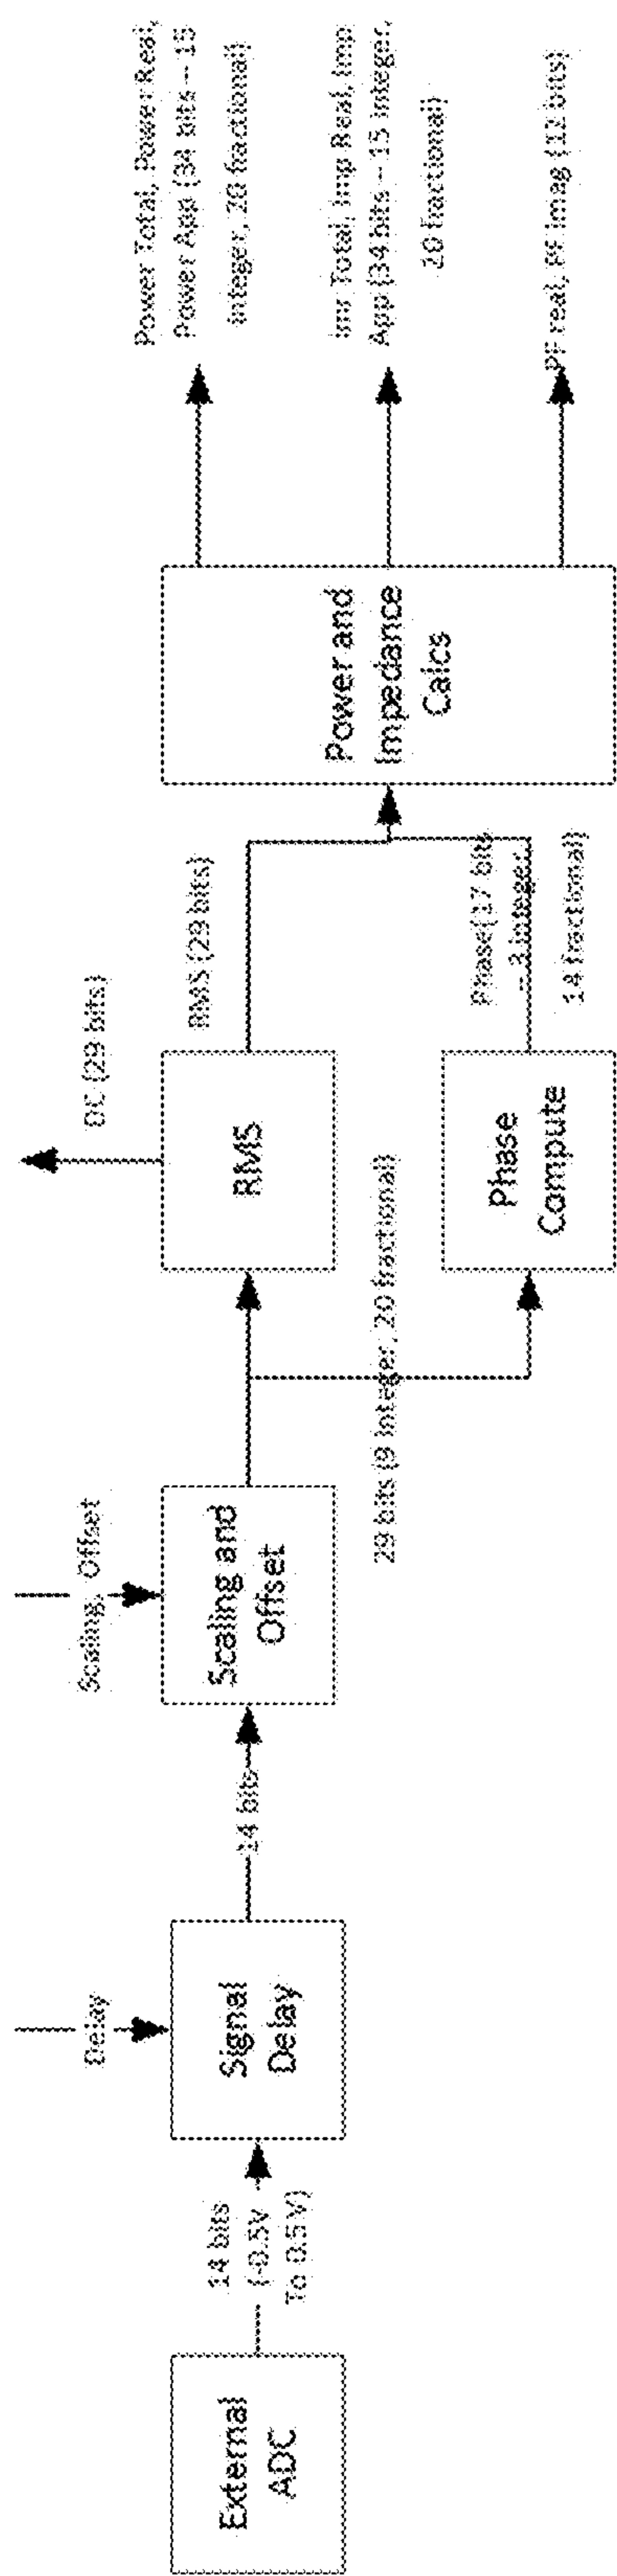 External
ADC
14 bits
(-0.5V
To 0.5 V)
Delay
Signal
Delay
14 bits
Scaling, Offset
Scaling and
Offset
29 bits (9 integer, 20 fractional)
DC (29 bits)
RMS
RMS (29 bits)
Phase
Compute
Phase(17 bits
-- 3 integer,
14 fractional)
Power and
Impedance
Calcs
Power Total, Power Real,
Power App (34 bits -- 15
integer, 20 fractional)
Total, Imp Real, Imp
App (34 bits -- 15 integer,
fractional)
PF real, PF Imag (12 bits)